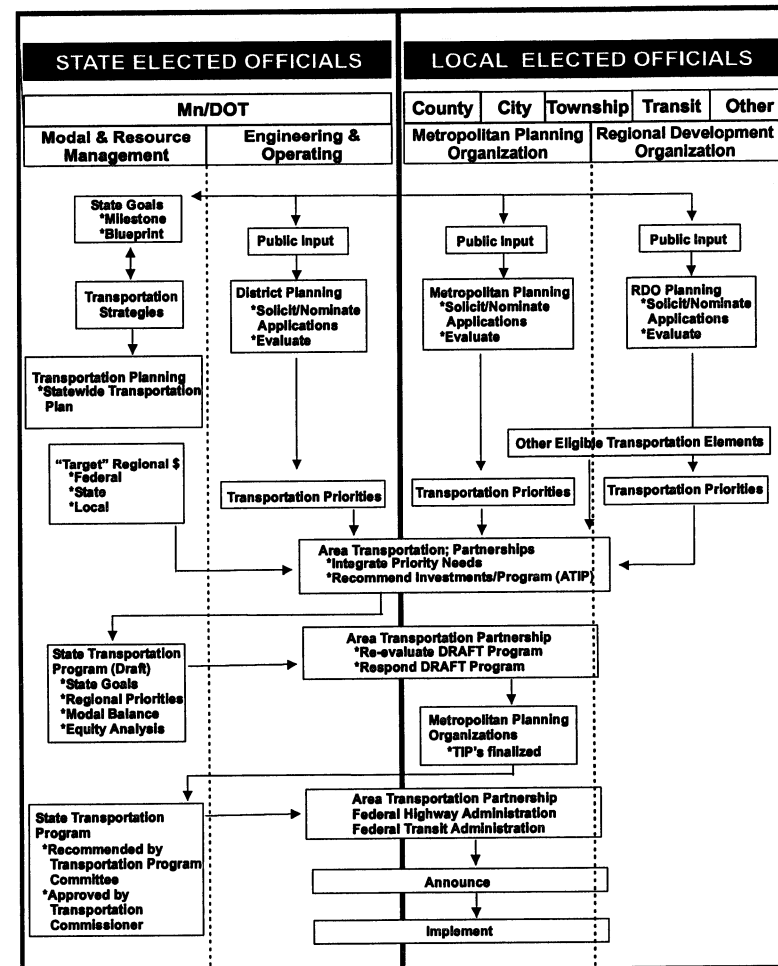 STATE ELECTED OFFICIALS
LOCAL ELECTED OFFICIALS
Mn/DOT
County
City
Township
Transit
Other
Modal & Resource
Management
Engineering &
Operating
Metropolitan Planning
Organization
Regional Development
Organization
State Goals
*Milestone
*Blueprint
Public Input
Public Input
Public Input
Transportation
Strategies
District Planning
*Solicit/Nominate
Applications
*Evaluate
Metropolitan Planning
*Solicit/Nominate
Applications
*Evaluate
RDO Planning
*Solicit/Nominate
Applications
*Evaluate
Transportation Planning
*Statewide Transportation
Plan
Other Eligible Transportation Elements
"Target" Regional $
*Federal
*State
*Local
Transportation Priorities
Transportation Priorities
Transportation Priorities
Area Transportation; Partnerships
*Integrate Priority Needs
*Recommend Investments/Program (ATIP)
State Transportation
Program (Draft)
*State Goals
*Regional Priorities
*Modal Balance
*Equity Analysis
Area Transportation Partnership
*Re-evaluate DRAFT Program
*Respond DRAFT Program
Metropolitan Planning
Organizations
*TIP's finalized
State Transportation
Program
*Recommended by
Transportation Program
Committee
*Approved by
Transportation
Commissioner
Area Transportation Partnership
Federal Highway Administration
Federal Transit Administration
Announce
Implement